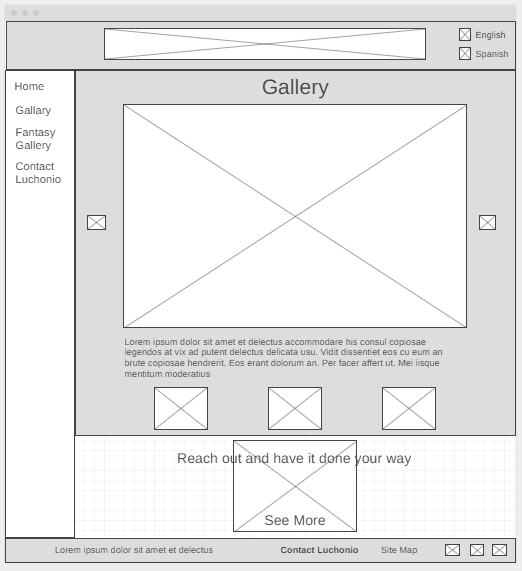 English
Spanish
Home
Gallary
Fantasy
Gallery
Contact
Luchonio
Gallery
Lorem ipsum dolor sit amet et delectus accommodare his consul copiosae
legendos at vix ad putent delectus delicata usu. Vidit dissentiet eos cu eum an
brute copiosae hendrerit. Eos erant dolorum an. Per facer affert ut. Mei iisque
mentitum moderatius
Reach out and have it done your way
See More
Lorem ipsum dolor sit amet et delectus
Contact Luchonio
Site Map